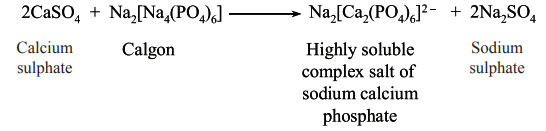 2CaSO₄ + Na₂[Na₄(PO₄)₆] ⟶ Na₂[Ca₂(PO₄)₆]²⁻ + 2Na₂SO₄
Calcium Calgon Highly soluble Sodium
sulphate complex salt of sulphate
sodium calcium
phosphate